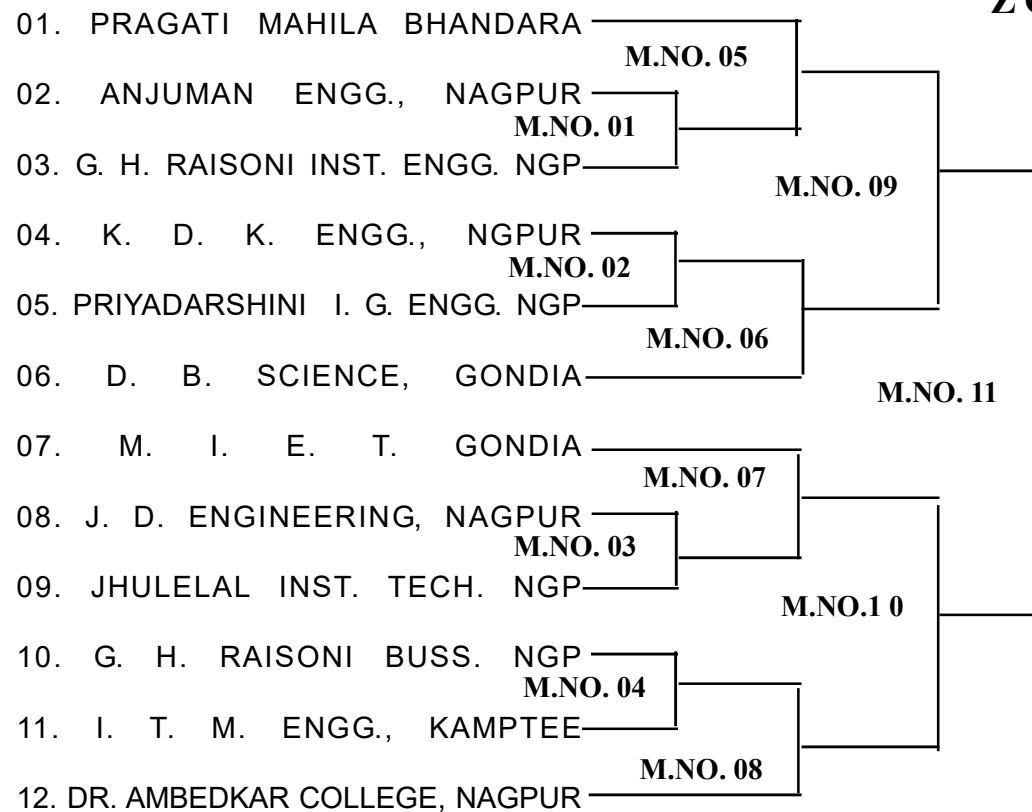 01. PRAGATI MAHILA BHANDARA
M.NO. 05
02. ANJUMAN ENGG., NAGPUR
M.NO. 01
03. G. H. RAISONI INST. ENGG. NGP
M.NO. 09
04. K. D. K. ENGG., NGPUR
M.NO. 02
05. PRIYADARSHINI I. G. ENGG. NGP
M.NO. 06
06. D. B. SCIENCE, GONDIA
M.NO. 11
07. M. I. E. T. GONDIA
M.NO. 07
08. J. D. ENGINEERING, NAGPUR
M.NO. 03
09. JHULELAL INST. TECH. NGP
M.NO.1 0
10. G. H. RAISONI BUSS. NGP
M.NO. 04
11. I. T. M. ENGG., KAMPTEE
M.NO. 08
12. DR. AMBEDKAR COLLEGE, NAGPUR